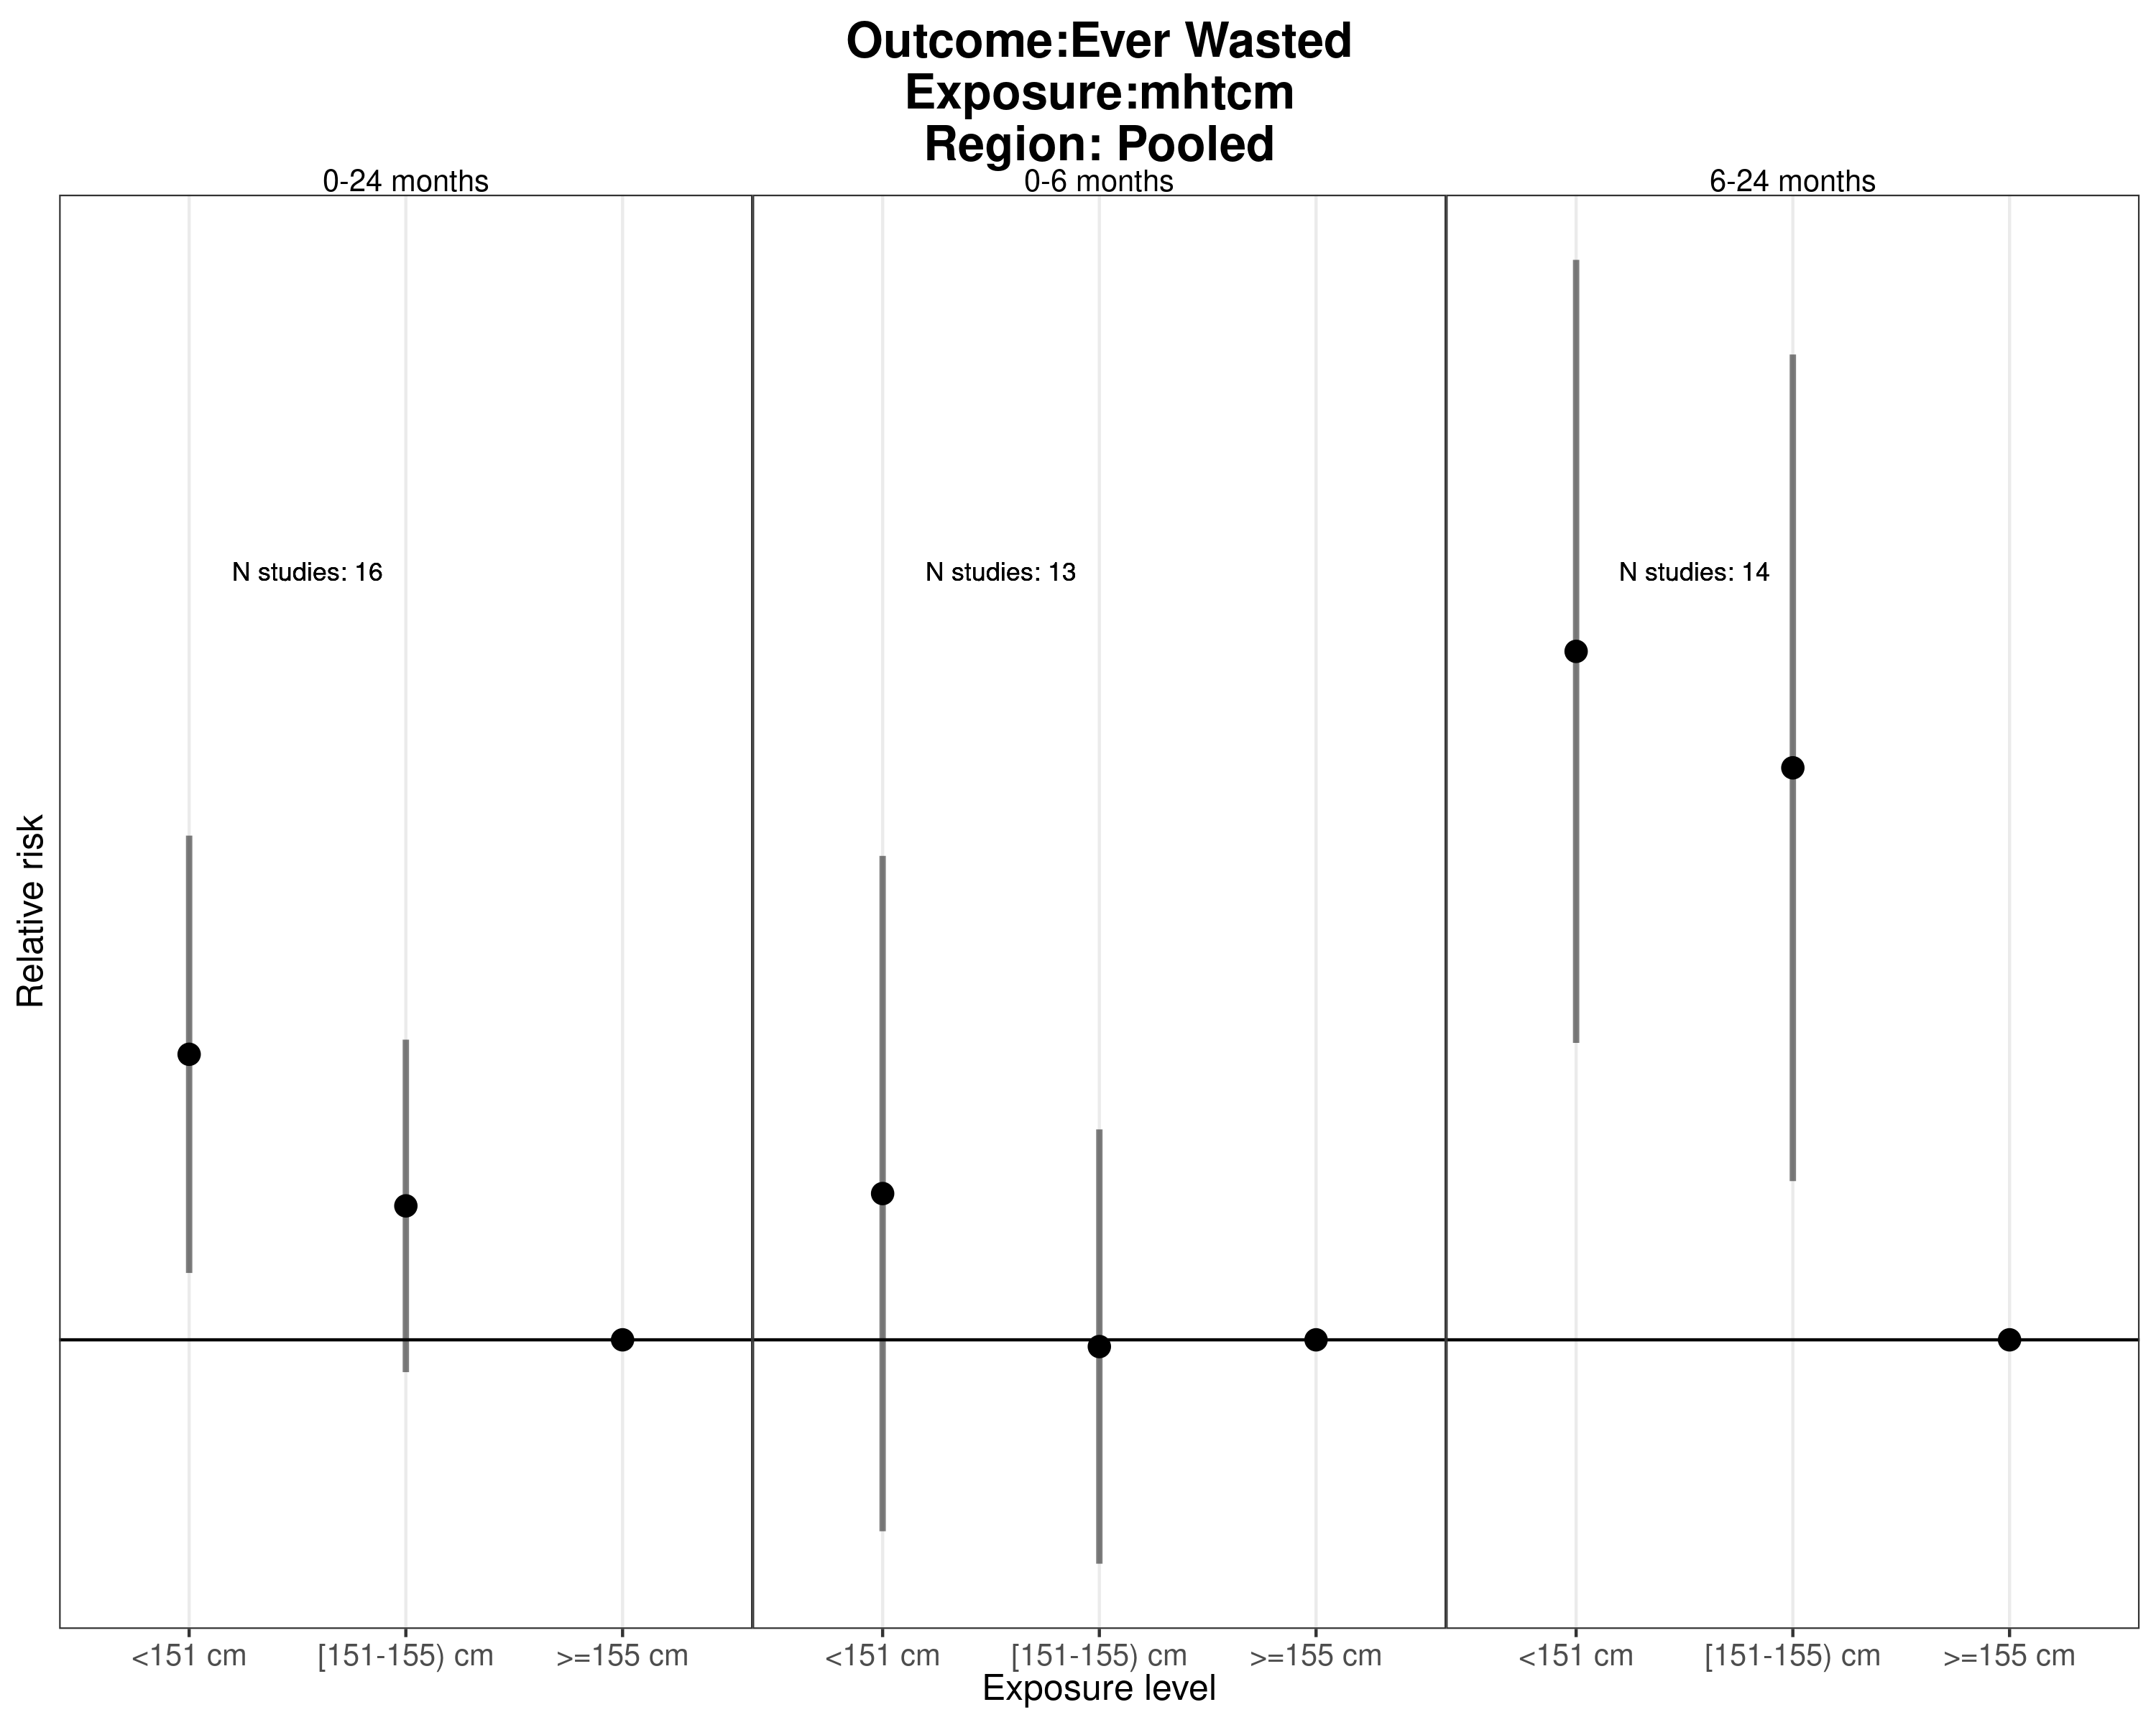 Outcome:Ever Wasted
Exposure:mhtcm
Region: Pooled
0-24 months
0-6 months
6-24 months
N studies: 16
N studies: 13
N studies: 14
Relative risk
<151 cm
[151-155) cm
>=155 cm
<151 cm
[151-155) cm
>=155 cm
<151 cm
[151-155) cm
>=155 cm
Exposure level